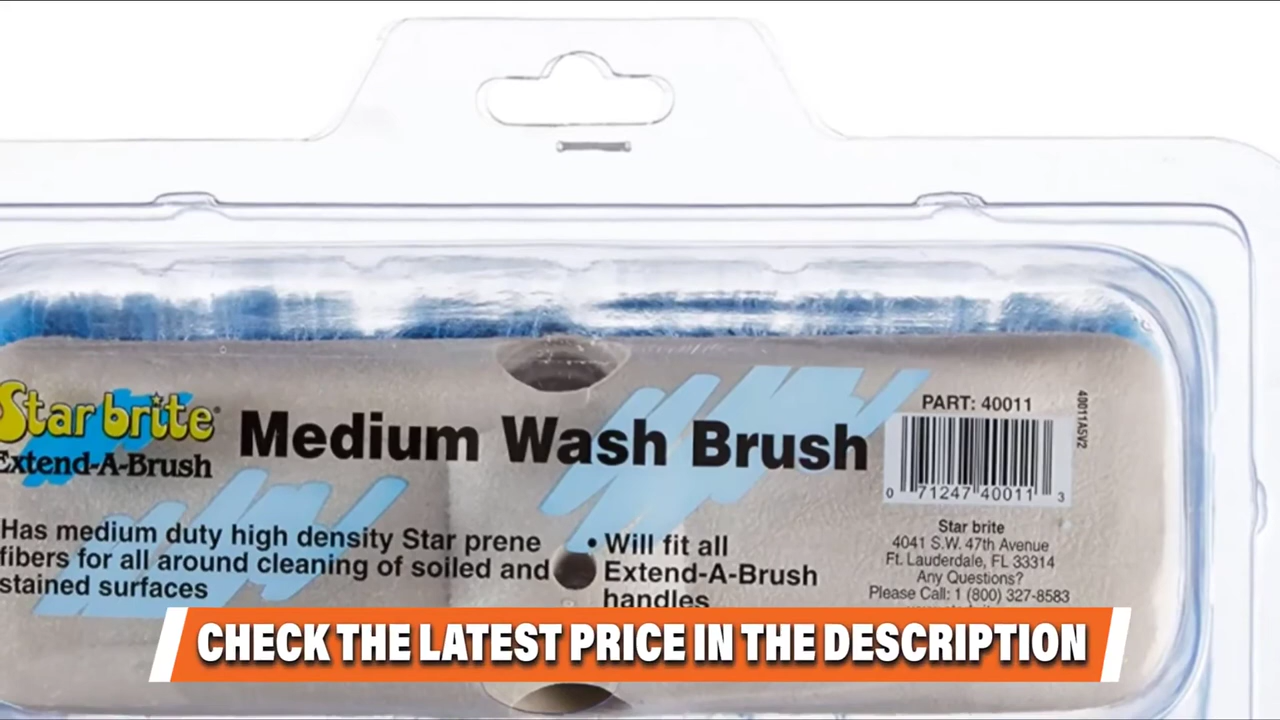 Star brite
Extend-A-Brush
Medium Wash Brush
PART: 40011
40011ASV2
0 71247 40011 3
Has medium duty high density Star prene
fibers for all around cleaning of soiled and
stained surfaces
• Will fit all
Extend-A-Brush
handles
Star brite
4041 S.W. 47th Avenue
Ft. Lauderdale, FL 33314
Any Questions?
Please Call: 1 (800) 327-8583
CHECK THE LATEST PRICE IN THE DESCRIPTION